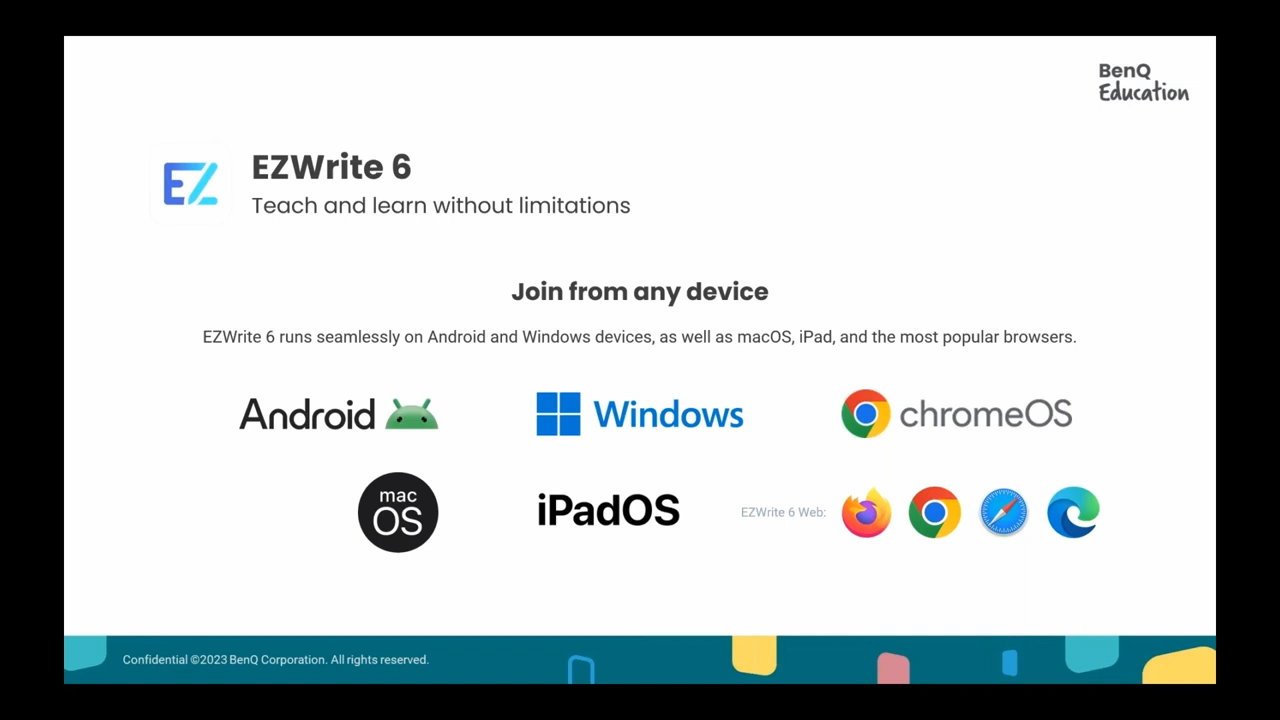 BenQ
Education
EZ
EZWrite 6
Teach and learn without limitations
Join from any device
EZWrite 6 runs seamlessly on Android and Windows devices, as well as macOS, iPad, and the most popular browsers.
Android
Windows
chromeOS
mac
OS
iPadOS
EZWrite 6 Web:
Confidential ©2023 BenQ Corporation. All rights reserved.